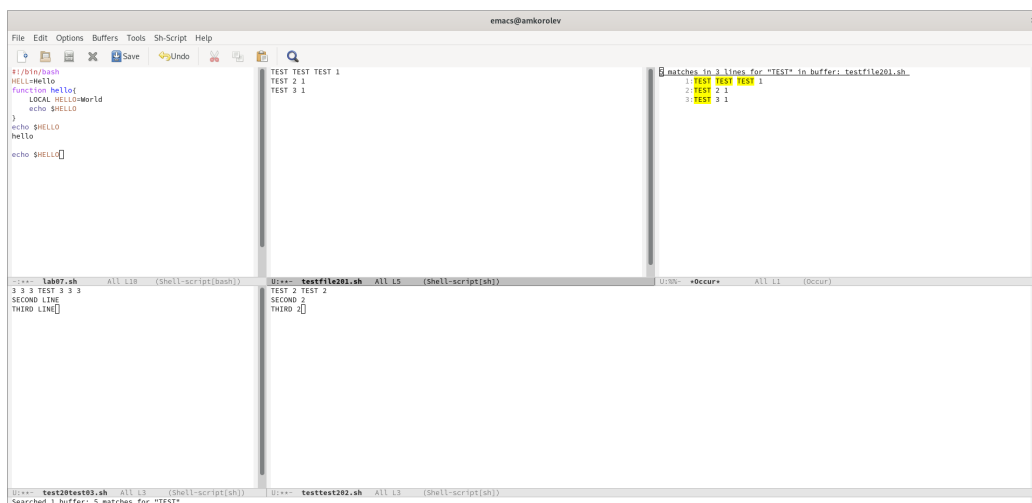 emacs@amkorolev
File Edit Options Buffers Tools Sh-Script Help
Save Undo
#!/bin/bash
HELL=Hello
function hello{
    LOCAL HELLO=World
    echo $HELLO
}
echo $HELLO
hello
echo $HELLO
-:**- lab07.sh All L10 (Shell-script[bash])
TEST TEST TEST 1
TEST 2 1
TEST 3 1
U:**- testfile201.sh All L5 (Shell-script[sh])
5 matches in 3 lines for "TEST" in buffer: testfile201.sh
1:TEST TEST TEST 1
2:TEST 2 1
3:TEST 3 1
U:%%- *Occur* All L1 (Occur)
3 3 3 TEST 3 3 3
SECOND LINE
THIRD LINE
U:**- test20test03.sh All L3 (Shell-script[sh])
TEST 2 TEST 2
SECOND 2
THIRD 2
U:**- testtest202.sh All L3 (Shell-script[sh])
Searched 1 buffer; 5 matches for "TEST"